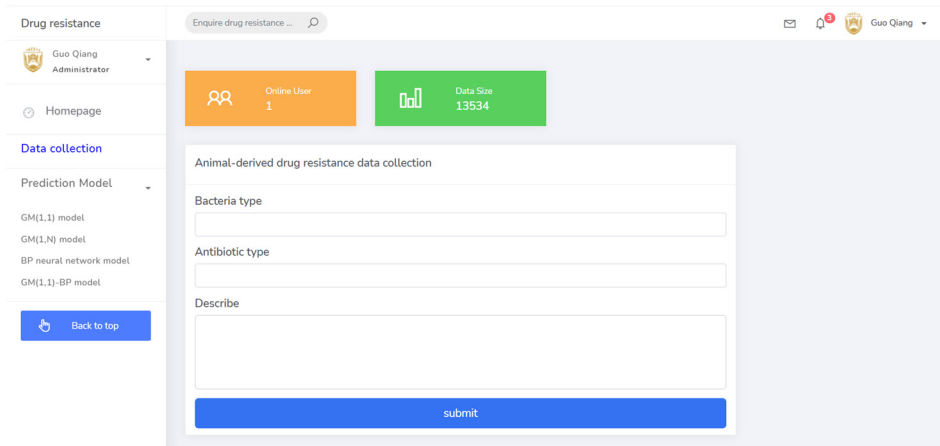 Drug resistance
Enquire drug resistance ...
3
Guo Qiang
Guo Qiang
Administrator
Homepage
Data collection
Prediction Model
GM(1,1) model
GM(1,N) model
BP neural network model
GM(1,1)-BP model
Back to top
Online User
1
Data Size
13534
Animal-derived drug resistance data collection
Bacteria type
Antibiotic type
Describe
submit